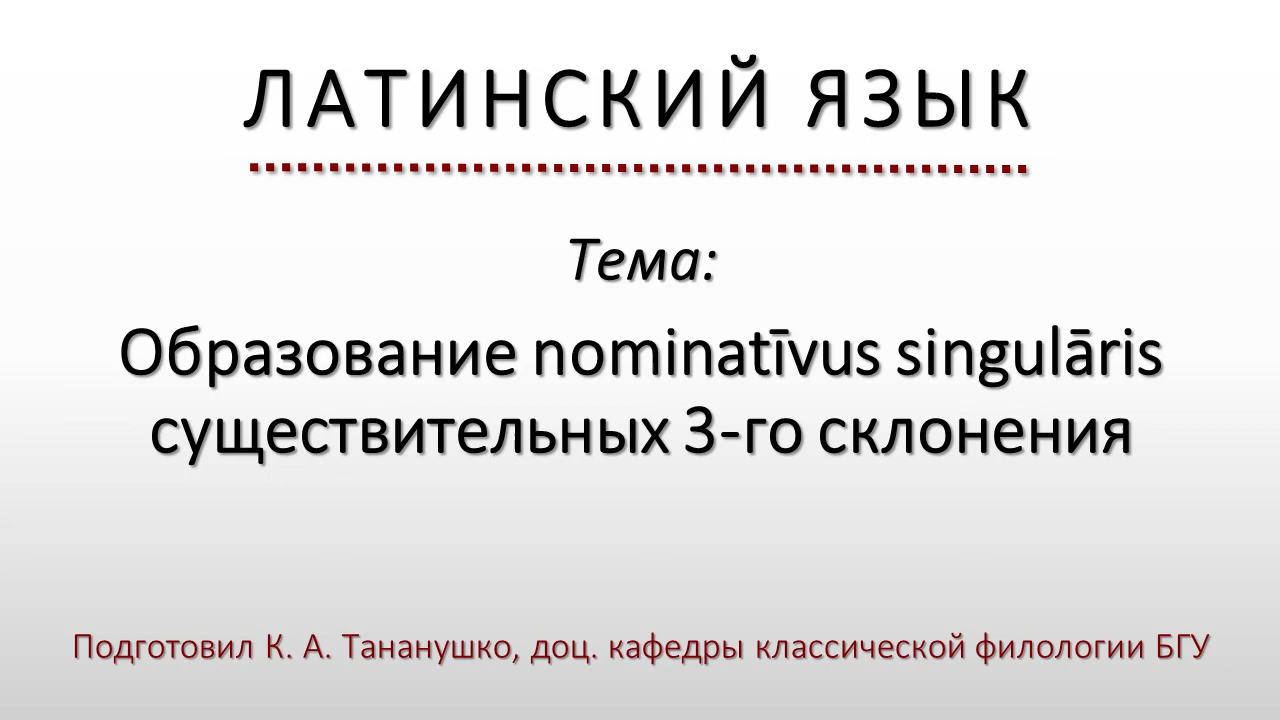 ЛАТИНСКИЙ ЯЗЫК
Тема:
Образование nominatīvus singulāris
существительных 3-го склонения
Подготовил К. А. Тананушко, доц. кафедры классической филологии БГУ